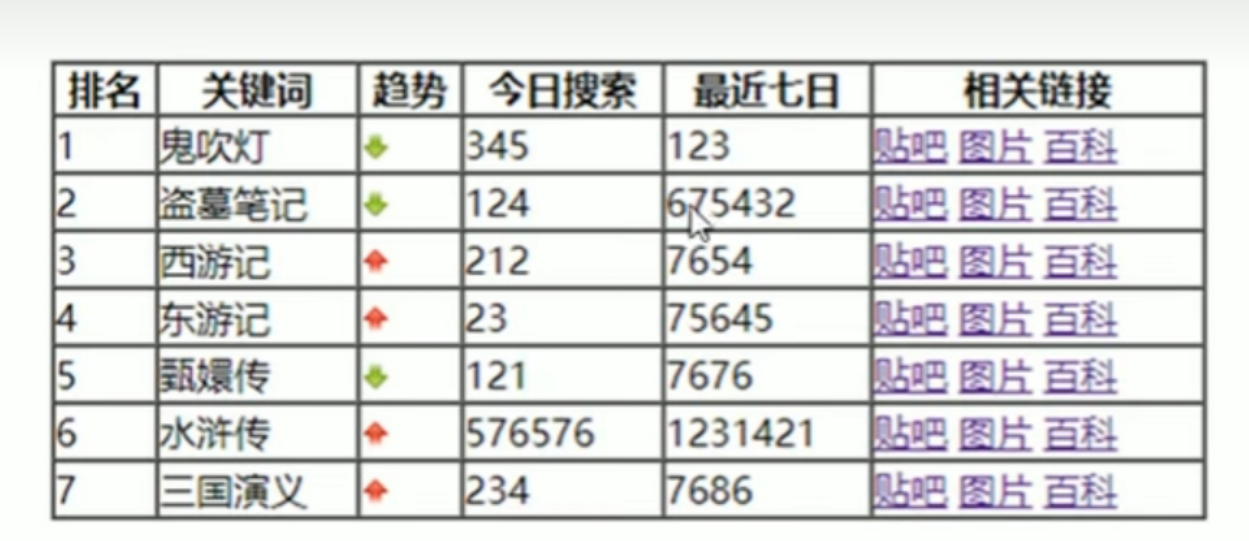 排名 关键词 趋势 今日搜索 最近七日 相关链接
1 鬼吹灯 345 123 贴吧 图片 百科
2 盗墓笔记 124 675432 贴吧 图片 百科
3 西游记 212 7654 贴吧 图片 百科
4 东游记 23 75645 贴吧 图片 百科
5 甄嬛传 121 7676 贴吧 图片 百科
6 水浒传 576576 1231421 贴吧 图片 百科
7 三国演义 234 7686 贴吧 图片 百科